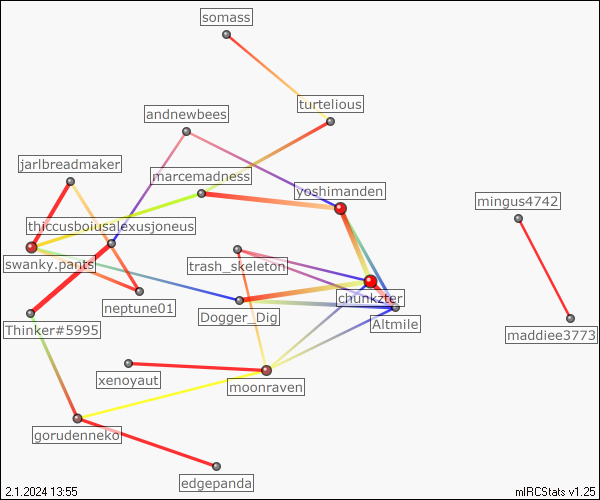 somass
turtelious
andnewbees
jarlbreadmaker
marcemadness
yoshimanden
mingus4742
thiccusbousalexusjoneus
swanky.pants
trash_skeleton
chunkzter
neptune01
Dogger_Dig
Altmile
Thinker#5995
maddiee3773
xenoyaut
moonraven
gorudenneko
edgepanda
2.1.2024 13:55
mIRCStats v1.25